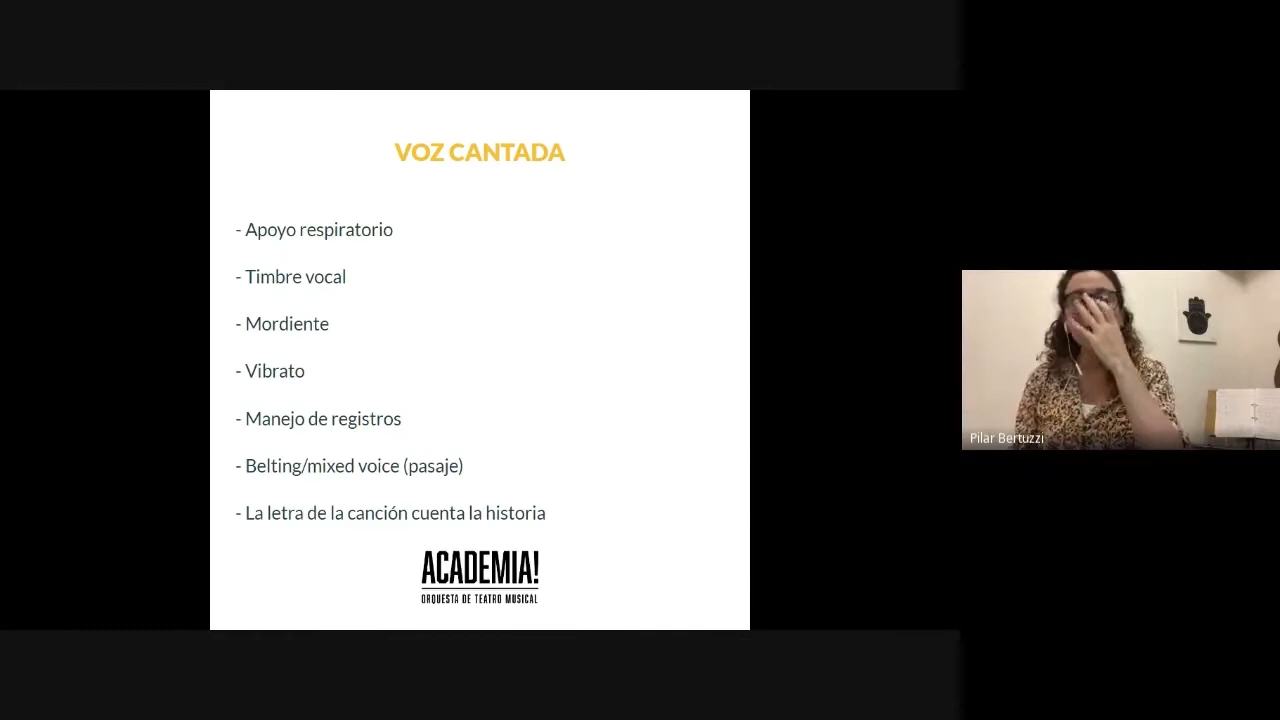 VOZ CANTADA
- Apoyo respiratorio
- Timbre vocal
- Mordiente
- Vibrato
- Manejo de registros
- Belting/mixed voice (pasaje)
- La letra de la canción cuenta la historia
ACADEMIA!
ORQUESTA DE TEATRO MUSICAL
Pilar Bertuzzi